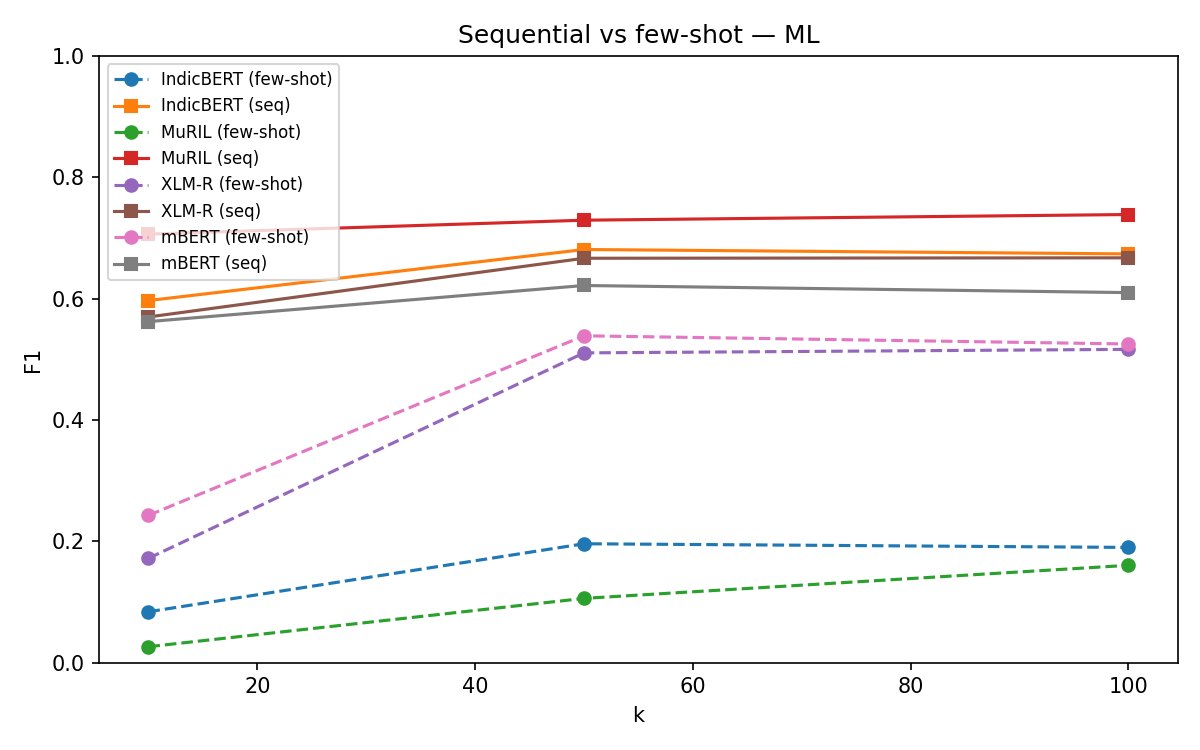 Sequential vs few-shot — ML
1.0
0.8
0.6
0.4
0.2
0.0
F1
IndicBERT (few-shot)
IndicBERT (seq)
MuRIL (few-shot)
MuRIL (seq)
XLM-R (few-shot)
XLM-R (seq)
mBERT (few-shot)
mBERT (seq)
20 40 60 80 100
k